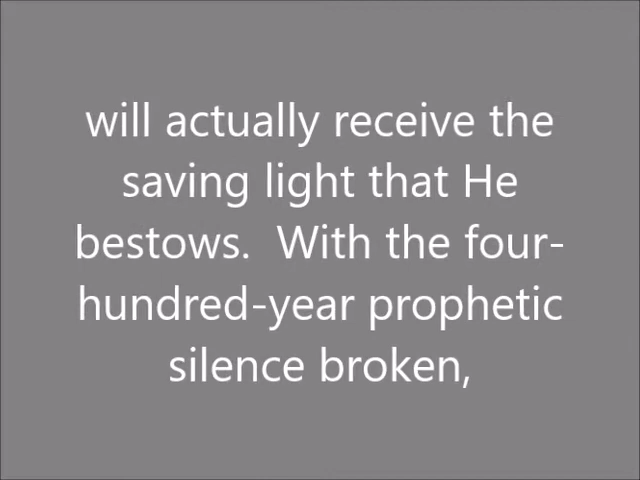 will actually receive the
saving light that He
bestows.  With the four-
hundred-year prophetic
silence broken,